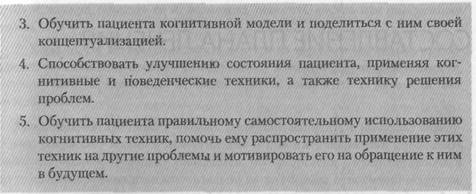 3. Обучить пациента когнитивной модели и поделиться с ним своей
концептуализацией.
4. Способствовать улучшению состояния пациента, применяя ког-
нитивные и поведенческие техники, а также технику решения
проблем.
5. Обучить пациента правильному самостоятельному использованию
когнитивных техник, помочь ему распространить применение этих
техник на другие проблемы и мотивировать его на обращение к ним
в будущем.